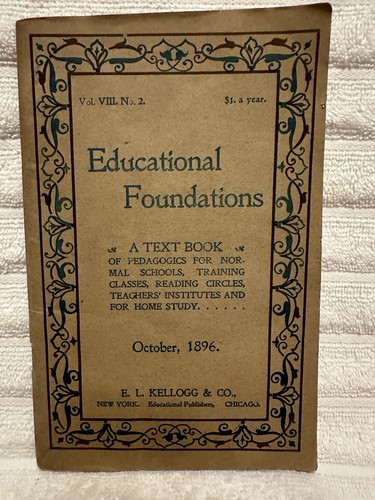 Vol. VIII. No. 2. $1. a year.
Educational
Foundations
A TEXT BOOK
OF PEDAGOGICS FOR NOR-
MAL SCHOOLS, TRAINING
CLASSES, READING CIRCLES,
TEACHERS' INSTITUTES AND
FOR HOME STUDY. . . . . .
October, 1896.
E. L. KELLOGG & CO.,
NEW YORK. Educational Publishers, CHICAGO.